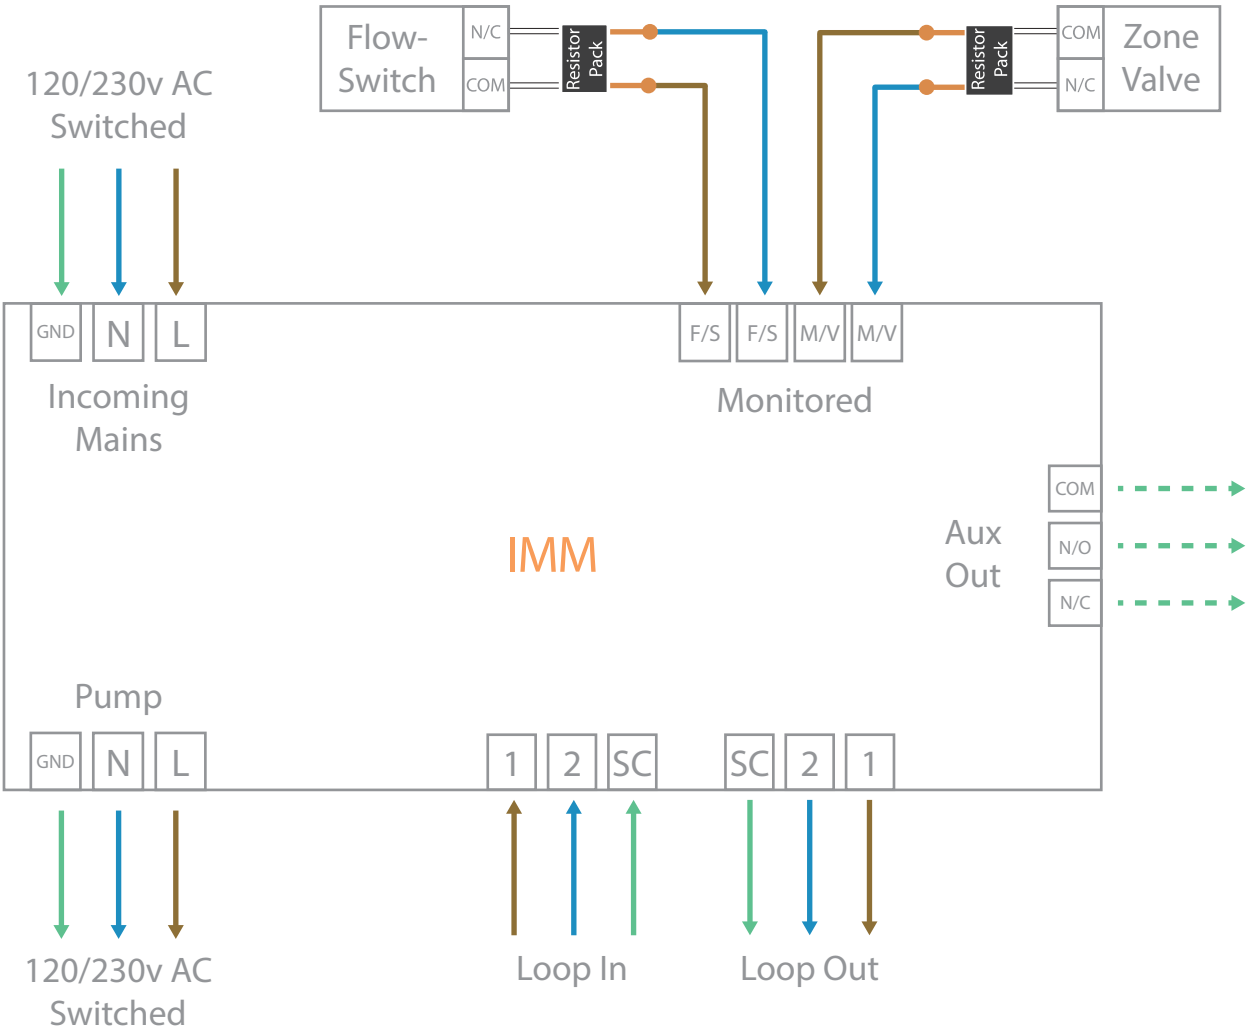 Flow-
Switch
N/C
COM
Resistor
Pack
Resistor
Pack
COM
N/C
Zone
Valve
120/230v AC
Switched
GND
N
L
Incoming
Mains
F/S
F/S
M/V
M/V
Monitored
COM
N/O
N/C
Aux
Out
IMM
Pump
GND
N
L
1
2
SC
SC
2
1
Loop In
Loop Out
120/230v AC
Switched